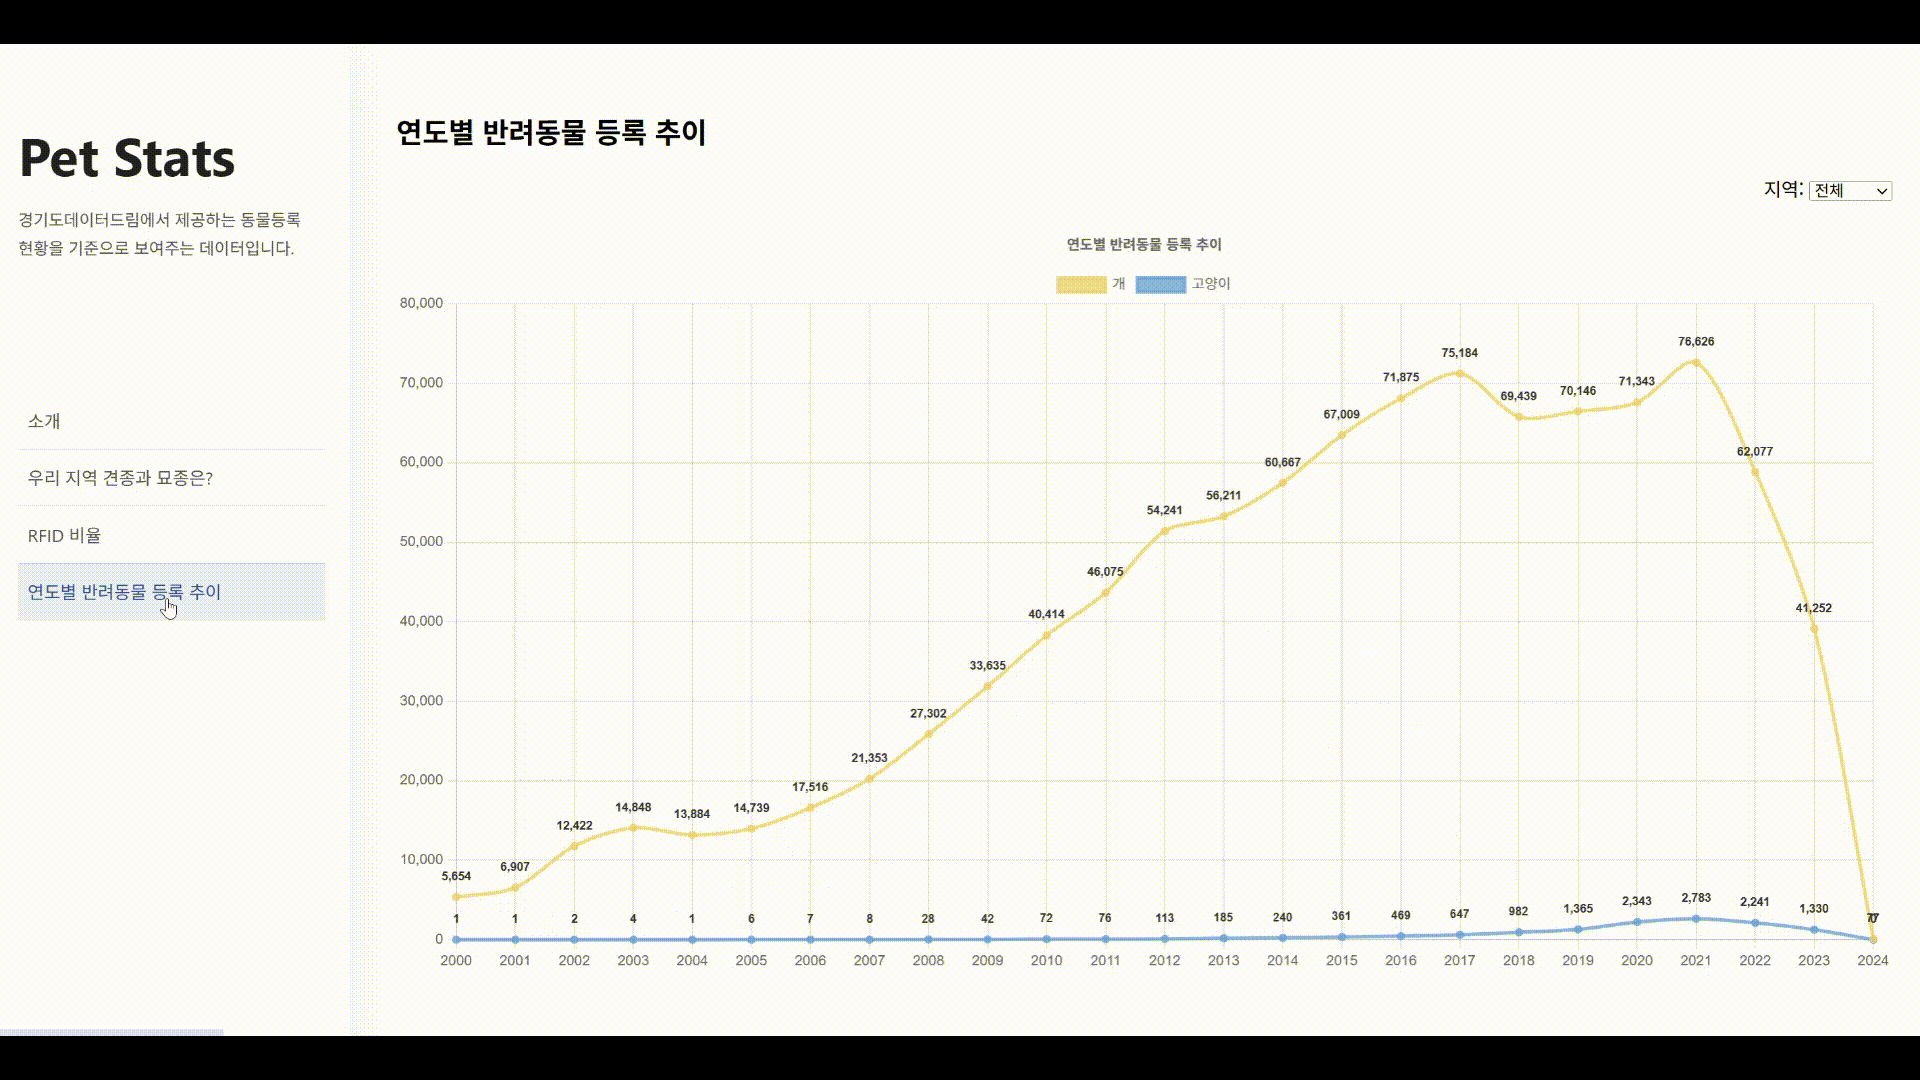 Pet Stats
경기도데이터드림에서 제공하는 동물등록
현황을 기준으로 보여주는 데이터입니다.
소개
우리 지역 견종과 묘종은?
RFID 비율
연도별 반려동물 등록 추이
연도별 반려동물 등록 추이
지역: 전체
연도별 반려동물 등록 추이
개 고양이
80,000
70,000
60,000
50,000
40,000
30,000
20,000
10,000
0
5,654 6,907 12,422 14,848 13,884 14,739 17,516 21,353 27,302 33,635 40,414 46,075 54,241 56,211 60,667 67,009 71,875 75,184 69,439 70,146 71,343 76,626 62,077 41,252
1 1 2 4 1 6 7 8 28 42 72 76 113 185 240 361 469 647 982 1,365 2,343 2,783 2,241 1,330
2000 2001 2002 2003 2004 2005 2006 2007 2008 2009 2010 2011 2012 2013 2014 2015 2016 2017 2018 2019 2020 2021 2022 2023 2024